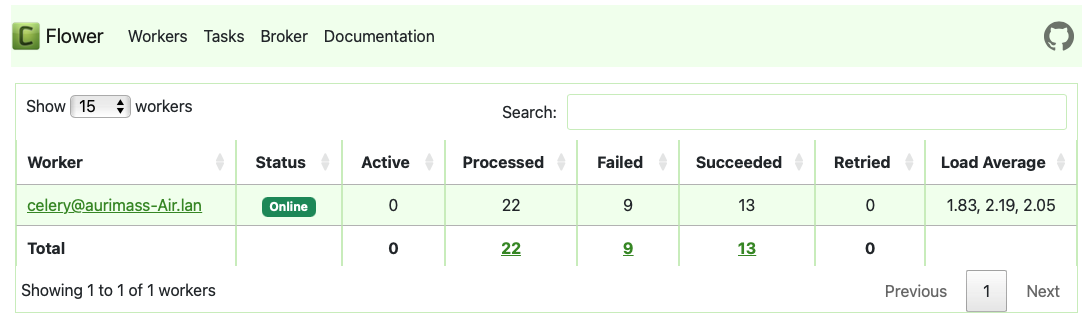 C Flower Workers Tasks Broker Documentation
Show 15 workers Search:
Worker Status Active Processed Failed Succeeded Retried Load Average
celery@aurimass-Air.lan Online 0 22 9 13 0 1.83, 2.19, 2.05
Total 0 22 9 13 0
Showing 1 to 1 of 1 workers Previous 1 Next